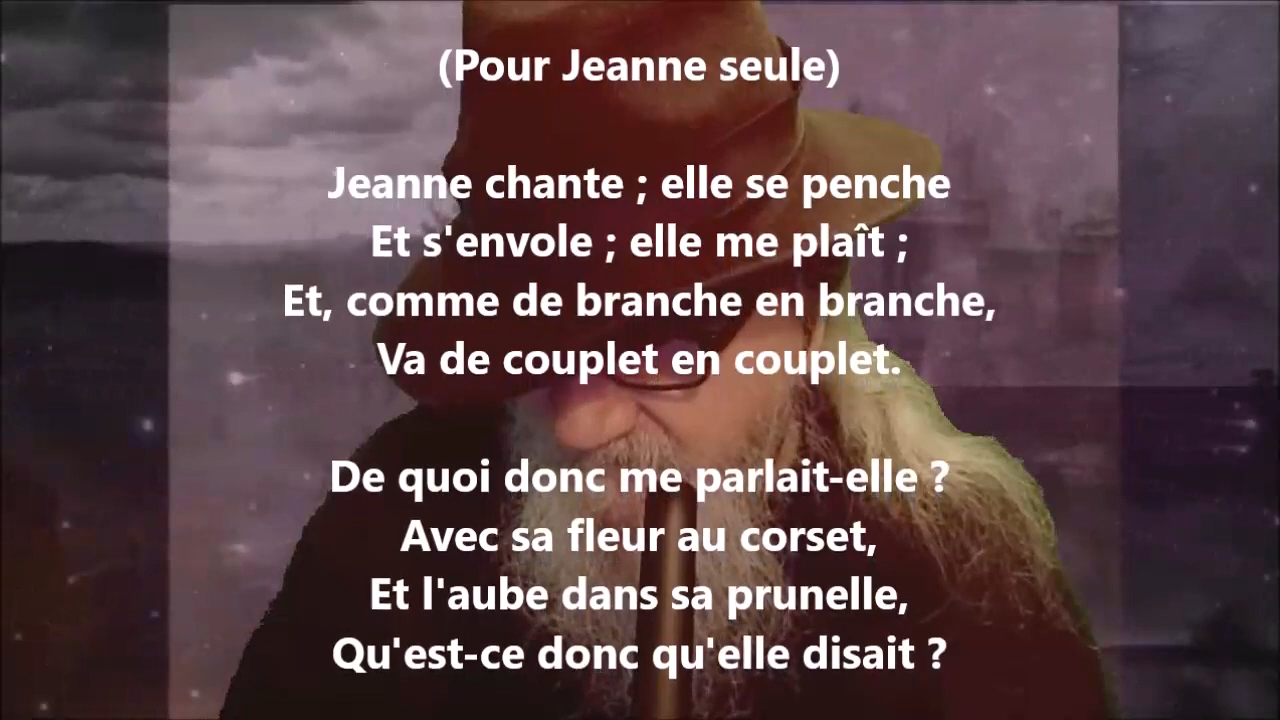 (Pour Jeanne seule)
Jeanne chante ; elle se penche
Et s'envole ; elle me plaît ;
Et, comme de branche en branche,
Va de couplet en couplet.
De quoi donc me parlait-elle ?
Avec sa fleur au corset,
Et l'aube dans sa prunelle,
Qu'est-ce donc qu'elle disait ?